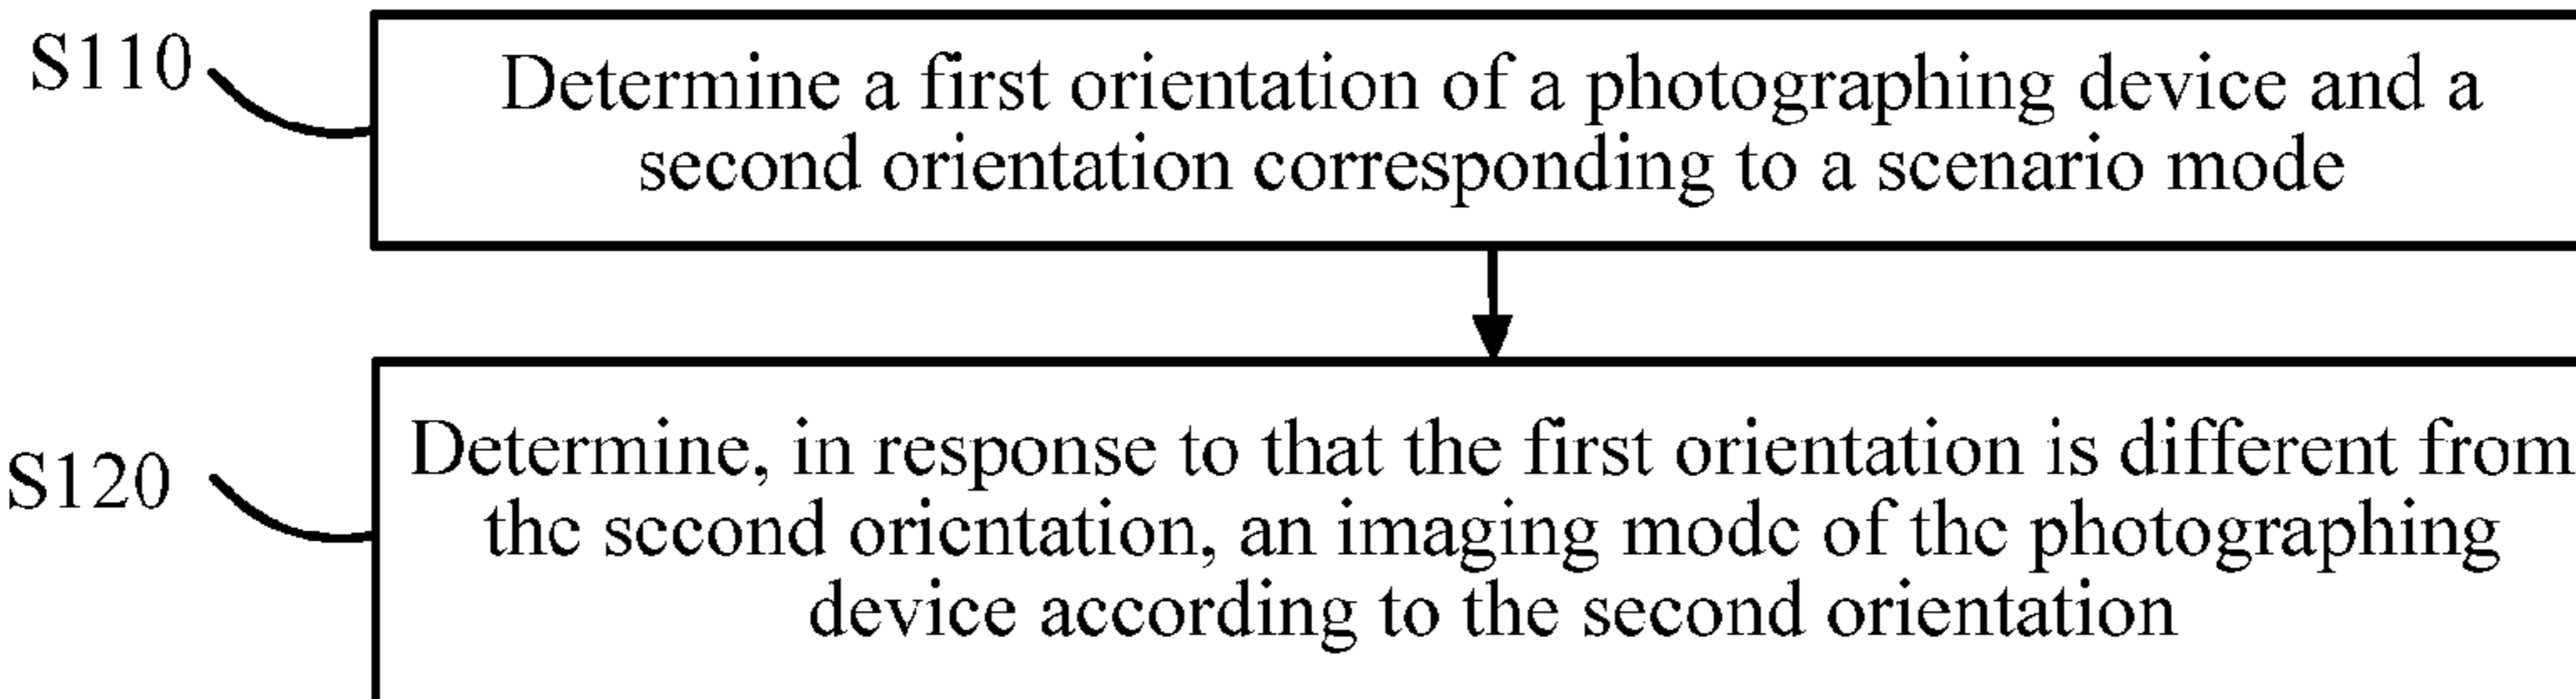 S110
Determine a first orientation of a photographing device and a
second orientation corresponding to a scenario mode
S120
Determine, in response to that the first orientation is different from
the second orientation, an imaging mode of the photographing
device according to the second orientation